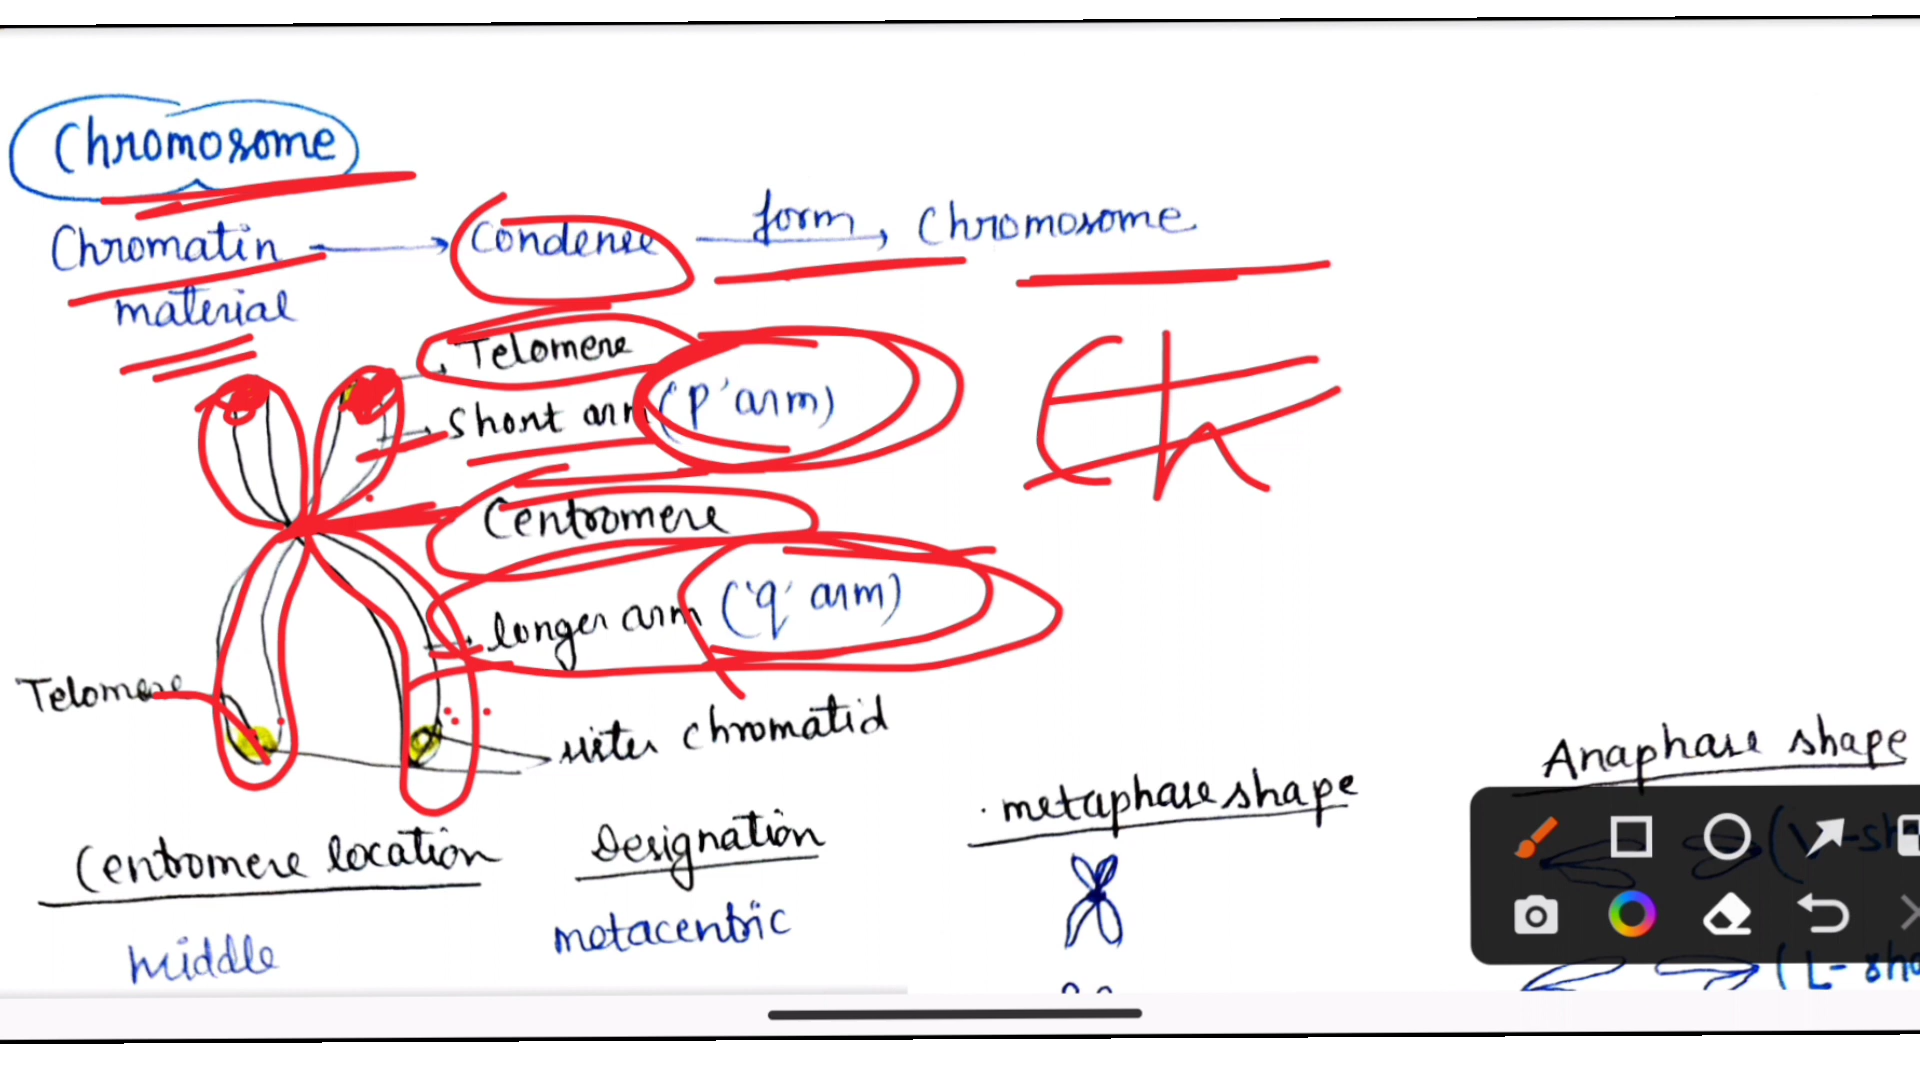 Chromosome
Chromatin → Condense form, Chromosome
material
Telomere
short arm (p' arm)
Ch
Centromere
longer arm ('q' arm)
Telomere
sister chromatid
Anaphase shape
Centromere location Designation metaphase shape
middle metacentric